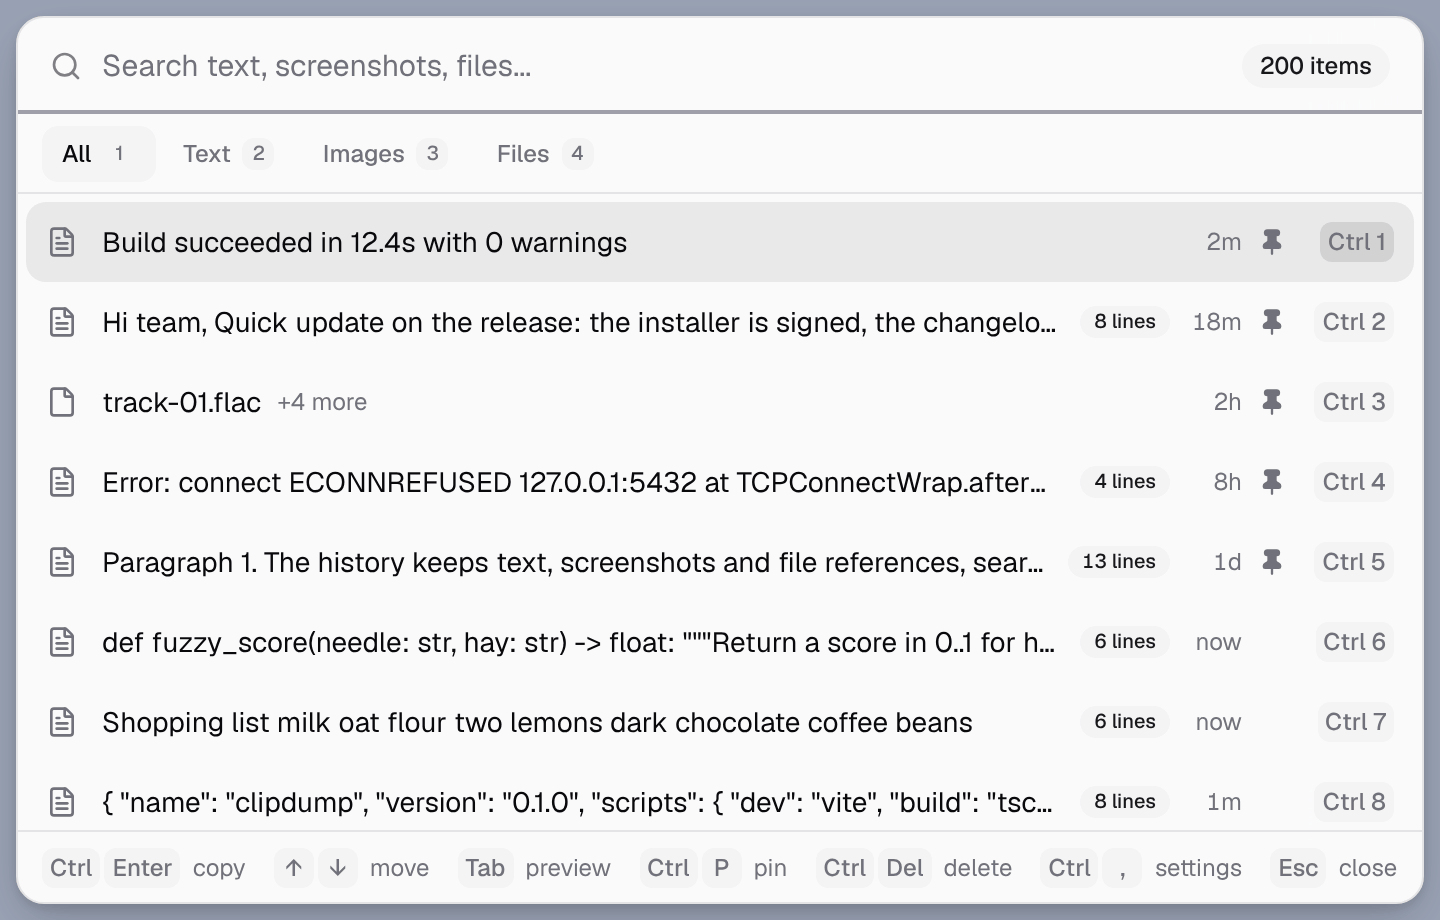 Search text, screenshots, files... 200 items
All 1 Text 2 Images 3 Files 4
Build succeeded in 12.4s with 0 warnings 2m Ctrl 1
Hi team, Quick update on the release: the installer is signed, the changelo... 8 lines 18m Ctrl 2
track-01.flac +4 more 2h Ctrl 3
Error: connect ECONNREFUSED 127.0.0.1:5432 at TCPConnectWrap.after... 4 lines 8h Ctrl 4
Paragraph 1. The history keeps text, screenshots and file references, sear... 13 lines 1d Ctrl 5
def fuzzy_score(needle: str, hay: str) -> float: """Return a score in 0..1 for h... 6 lines now Ctrl 6
Shopping list milk oat flour two lemons dark chocolate coffee beans 6 lines now Ctrl 7
{ "name": "clipdump", "version": "0.1.0", "scripts": { "dev": "vite", "build": "tsc... 8 lines 1m Ctrl 8
Ctrl Enter copy ↑ ↓ move Tab preview Ctrl P pin Ctrl Del delete Ctrl , settings Esc close